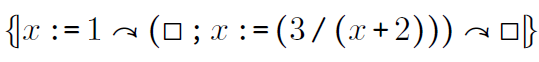 ⦃x := 1 ↷ (□ ; x := (3 / (x + 2))) ↷ □⦄